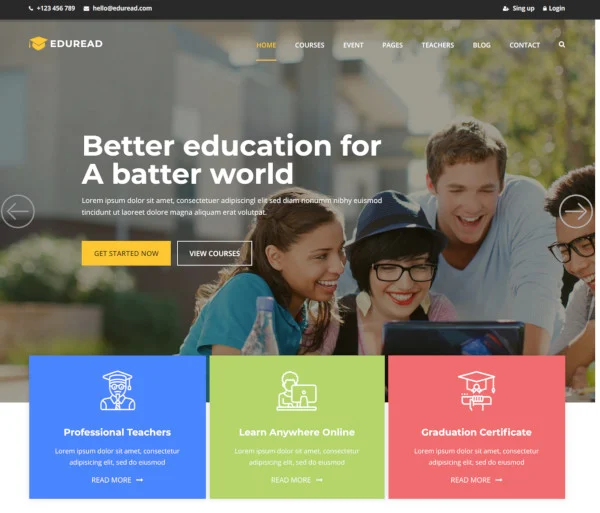 +123 456 789 hello@eduread.com Sing up Login
EDUREAD HOME COURSES EVENT PAGES TEACHERS BLOG CONTACT
Better education for
A batter world
Lorem ipsum dolor sit amet, consectetuer adipiscingl elit, sed diam nonummy nibhy euismod
tincidunt ut laoreet dolore magna aliquam erat volutpat.
GET STARTED NOW VIEW COURSES
Professional Teachers
Lorem ipsum dolor sit amet, consectetur
adipisicing elit, sed do eiusmod
READ MORE
Learn Anywhere Online
Lorem ipsum dolor sit amet, consectetur
adipisicing elit, sed do eiusmod
READ MORE
Graduation Certificate
Lorem ipsum dolor sit amet, consectetur
adipisicing elit, sed do eiusmod
READ MORE